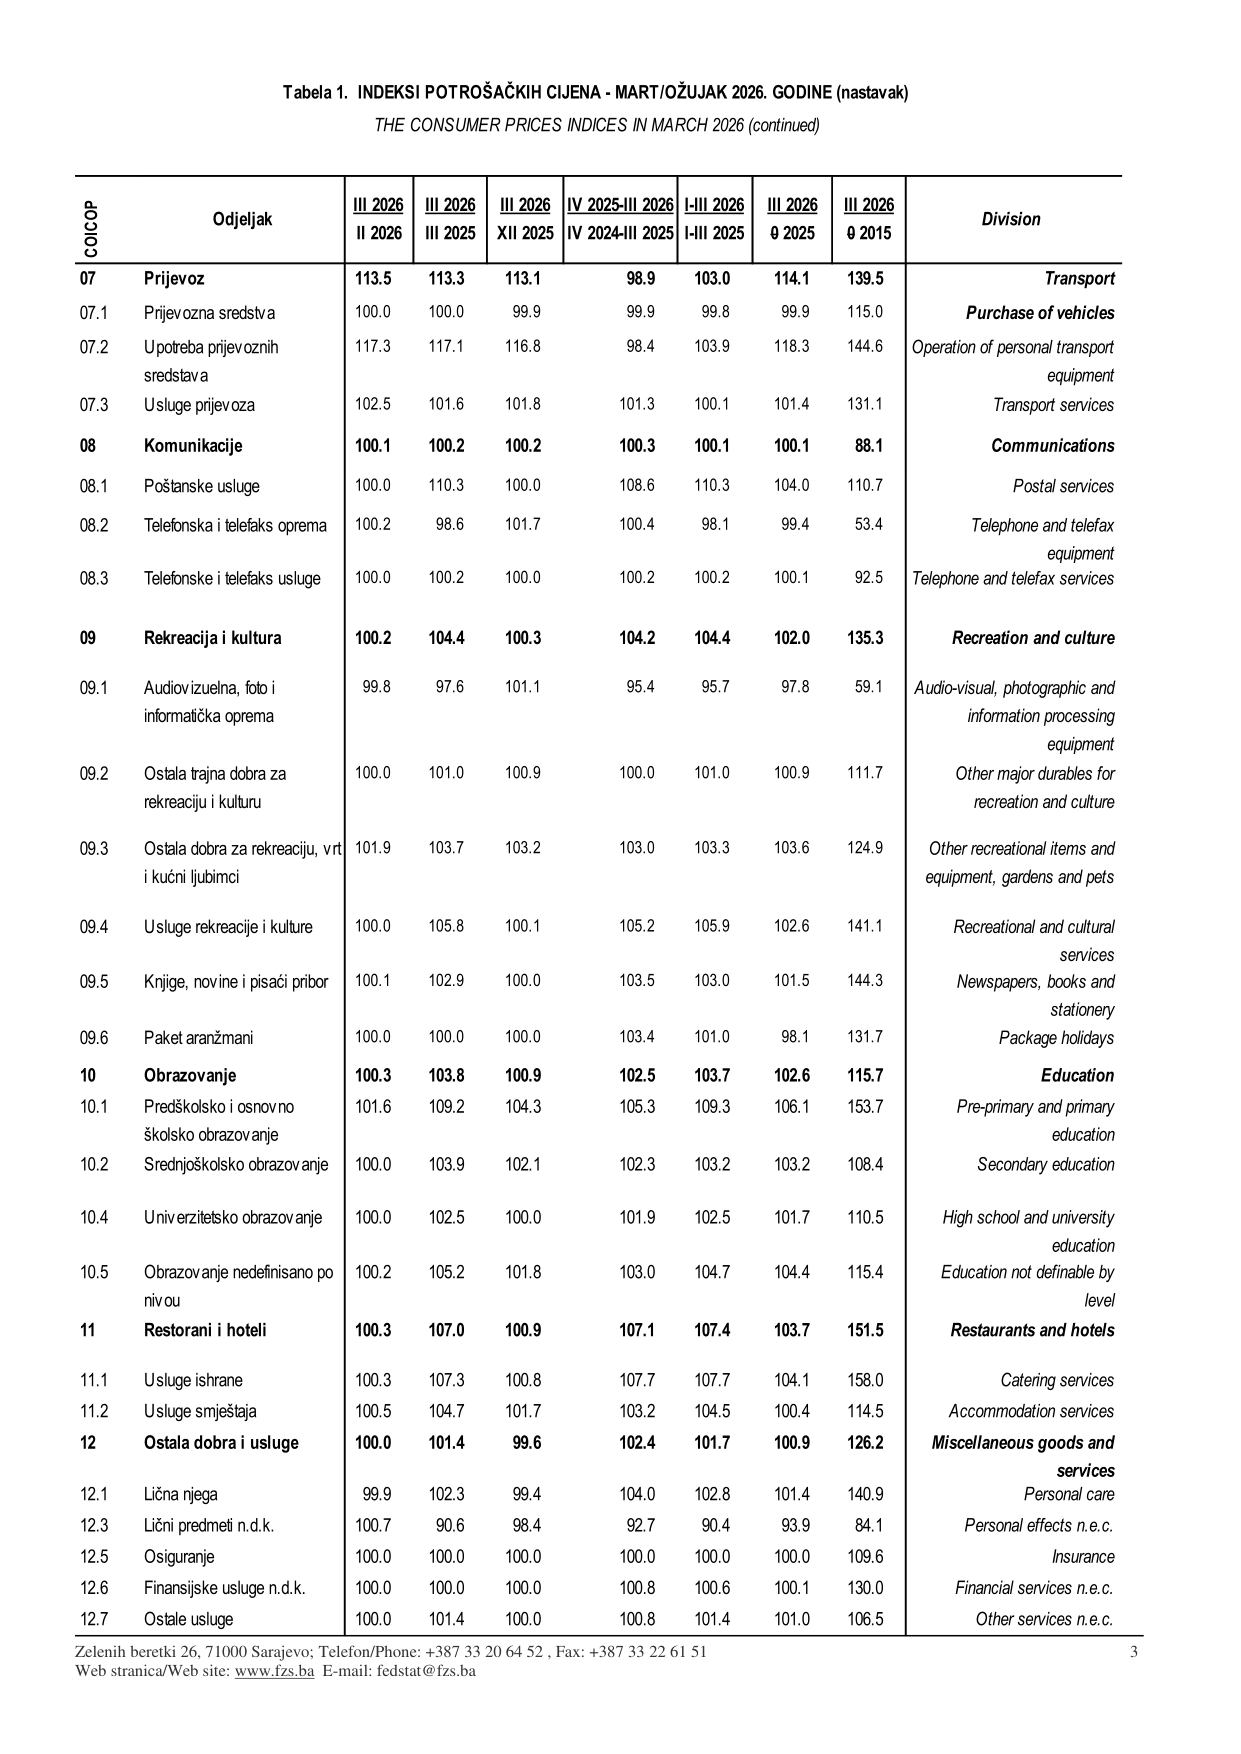 Tabela 1. INDEKSI POTROŠAČKIH CIJENA - MART/OŽUJAK 2026. GODINE (nastavak)
THE CONSUMER PRICES INDICES IN MARCH 2026 (continued)
COICOP Odjeljak III 2026 III 2026 III 2026 IV 2025-III 2026 I-III 2026 III 2026 III 2026 Division
II 2026 III 2025 XII 2025 IV 2024-III 2025 I-III 2025 0 2025 0 2015
07 Prijevoz 113.5 113.3 113.1 98.9 103.0 114.1 139.5 Transport
07.1 Prijevozna sredstva 100.0 100.0 99.9 99.9 99.8 99.9 115.0 Purchase of vehicles
07.2 Upotreba prijevoznih 117.3 117.1 116.8 98.4 103.9 118.3 144.6 Operation of personal transport
sredstava equipment
07.3 Usluge prijevoza 102.5 101.6 101.8 101.3 100.1 101.4 131.1 Transport services
08 Komunikacije 100.1 100.2 100.2 100.3 100.1 100.1 88.1 Communications
08.1 Poštanske usluge 100.0 110.3 100.0 108.6 110.3 104.0 110.7 Postal services
08.2 Telefonska i telefaks oprema 100.2 98.6 101.7 100.4 98.1 99.4 53.4 Telephone and telefax
equipment
08.3 Telefonske i telefaks usluge 100.0 100.2 100.0 100.2 100.2 100.1 92.5 Telephone and telefax services
09 Rekreacija i kultura 100.2 104.4 100.3 104.2 104.4 102.0 135.3 Recreation and culture
09.1 Audiovizuelna, foto i 99.8 97.6 101.1 95.4 95.7 97.8 59.1 Audio-visual, photographic and
informatička oprema information processing
equipment
09.2 Ostala trajna dobra za 100.0 101.0 100.9 100.0 101.0 100.9 111.7 Other major durables for
rekreaciju i kulturu recreation and culture
09.3 Ostala dobra za rekreaciju, vrt 101.9 103.7 103.2 103.0 103.3 103.6 124.9 Other recreational items and
i kućni ljubimci equipment, gardens and pets
09.4 Usluge rekreacije i kulture 100.0 105.8 100.1 105.2 105.9 102.6 141.1 Recreational and cultural
services
09.5 Knjige, novine i pisaći pribor 100.1 102.9 100.0 103.5 103.0 101.5 144.3 Newspapers, books and
stationery
09.6 Paket aranžmani 100.0 100.0 100.0 103.4 101.0 98.1 131.7 Package holidays
10 Obrazovanje 100.3 103.8 100.9 102.5 103.7 102.6 115.7 Education
10.1 Predškolsko i osnovno 101.6 109.2 104.3 105.3 109.3 106.1 153.7 Pre-primary and primary
školsko obrazovanje education
10.2 Srednjoškolsko obrazovanje 100.0 103.9 102.1 102.3 103.2 103.2 108.4 Secondary education
10.4 Univerzitetsko obrazovanje 100.0 102.5 100.0 101.9 102.5 101.7 110.5 High school and university
education
10.5 Obrazovanje nedefinisano po 100.2 105.2 101.8 103.0 104.7 104.4 115.4 Education not definable by
nivou level
11 Restorani i hoteli 100.3 107.0 100.9 107.1 107.4 103.7 151.5 Restaurants and hotels
11.1 Usluge ishrane 100.3 107.3 100.8 107.7 107.7 104.1 158.0 Catering services
11.2 Usluge smještaja 100.5 104.7 101.7 103.2 104.5 100.4 114.5 Accommodation services
12 Ostala dobra i usluge 100.0 101.4 99.6 102.4 101.7 100.9 126.2 Miscellaneous goods and
services
12.1 Lična njega 99.9 102.3 99.4 104.0 102.8 101.4 140.9 Personal care
12.3 Lični predmeti n.d.k. 100.7 90.6 98.4 92.7 90.4 93.9 84.1 Personal effects n.e.c.
12.5 Osiguranje 100.0 100.0 100.0 100.0 100.0 100.0 109.6 Insurance
12.6 Finansijske usluge n.d.k. 100.0 100.0 100.0 100.8 100.6 100.1 130.0 Financial services n.e.c.
12.7 Ostale usluge 100.0 101.4 100.0 100.8 101.4 101.0 106.5 Other services n.e.c.
Zelenih beretki 26, 71000 Sarajevo; Telefon/Phone: +387 33 20 64 52 , Fax: +387 33 22 61 51 3
Web stranica/Web site: www.fzs.ba E-mail: fedstat@fzs.ba